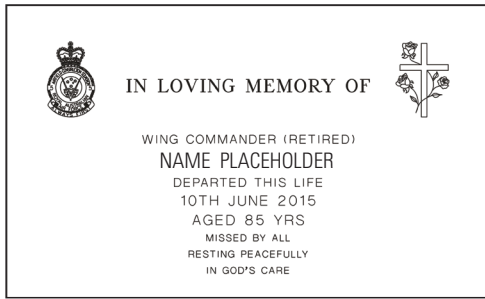 IN LOVING MEMORY OF
WING COMMANDER (RETIRED)
NAME PLACEHOLDER
DEPARTED THIS LIFE
10TH JUNE 2015
AGED 85 YRS
MISSED BY ALL
RESTING PEACEFULLY
IN GOD'S CARE